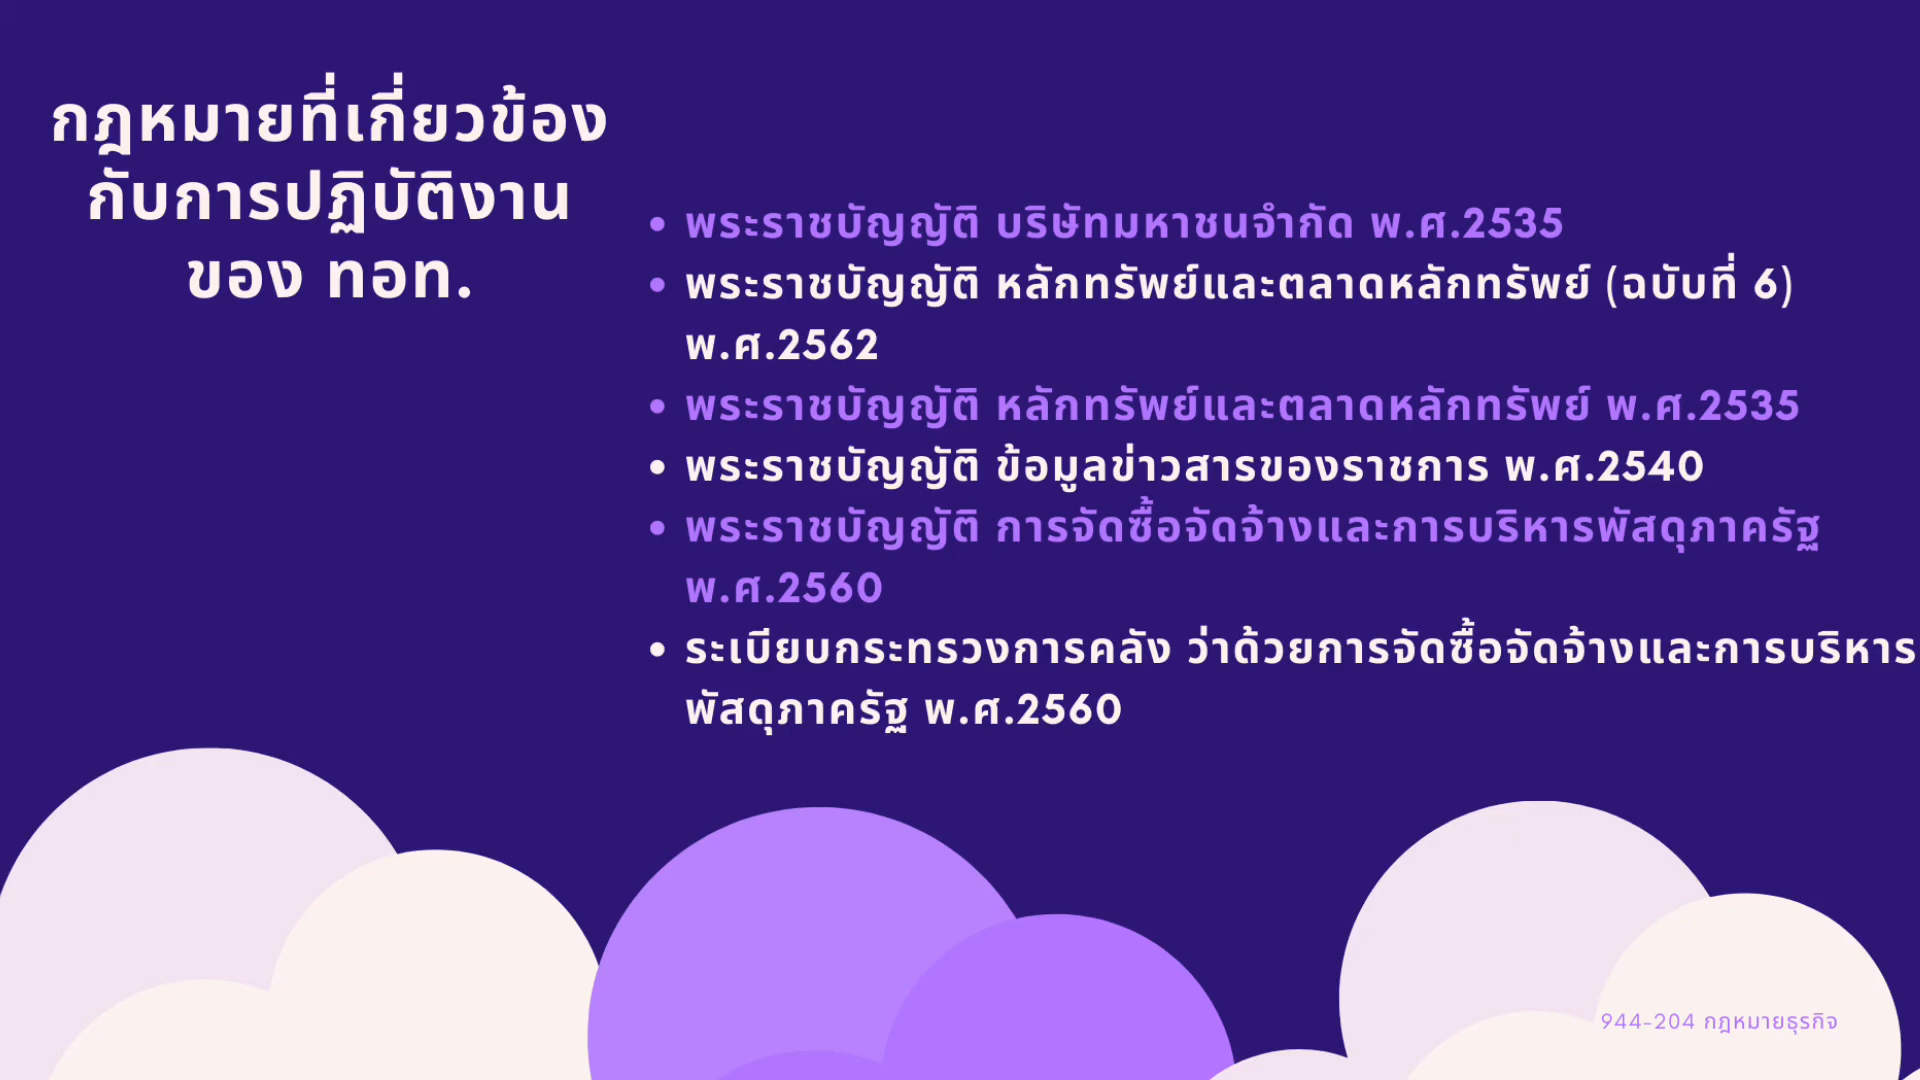 กฎหมายที่เกี่ยวข้อง
กับการปฏิบัติงาน
ของ ทอท.
• พระราชบัญญัติ บริษัทมหาชนจำกัด พ.ศ.2535
• พระราชบัญญัติ หลักทรัพย์และตลาดหลักทรัพย์ (ฉบับที่ 6)
พ.ศ.2562
• พระราชบัญญัติ หลักทรัพย์และตลาดหลักทรัพย์ พ.ศ.2535
• พระราชบัญญัติ ข้อมูลข่าวสารของราชการ พ.ศ.2540
• พระราชบัญญัติ การจัดซื้อจัดจ้างและการบริหารพัสดุภาครัฐ
พ.ศ.2560
• ระเบียบกระทรวงการคลัง ว่าด้วยการจัดซื้อจัดจ้างและการบริหาร
พัสดุภาครัฐ พ.ศ.2560
944-204 กฎหมายธุรกิจ